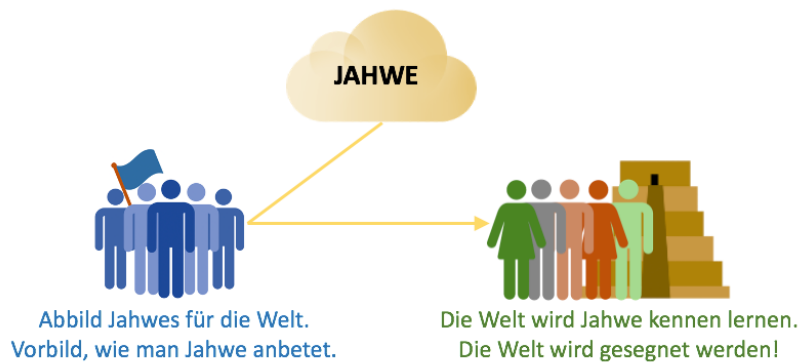 JAHWE
Abbild Jahwes für die Welt.
Vorbild, wie man Jahwe anbetet.
Die Welt wird Jahwe kennen lernen.
Die Welt wird gesegnet werden!